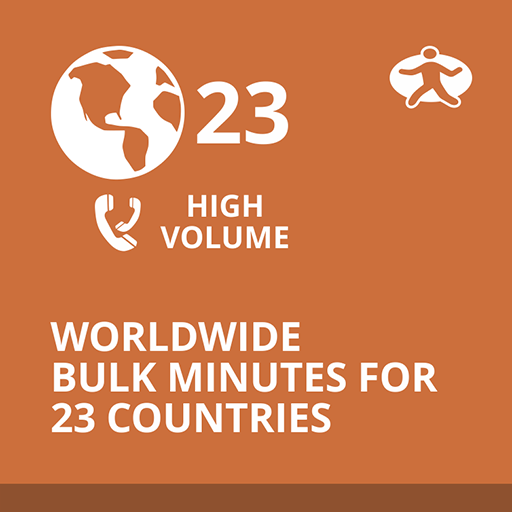 23
HIGH
VOLUME
WORLDWIDE
BULK MINUTES FOR
23 COUNTRIES